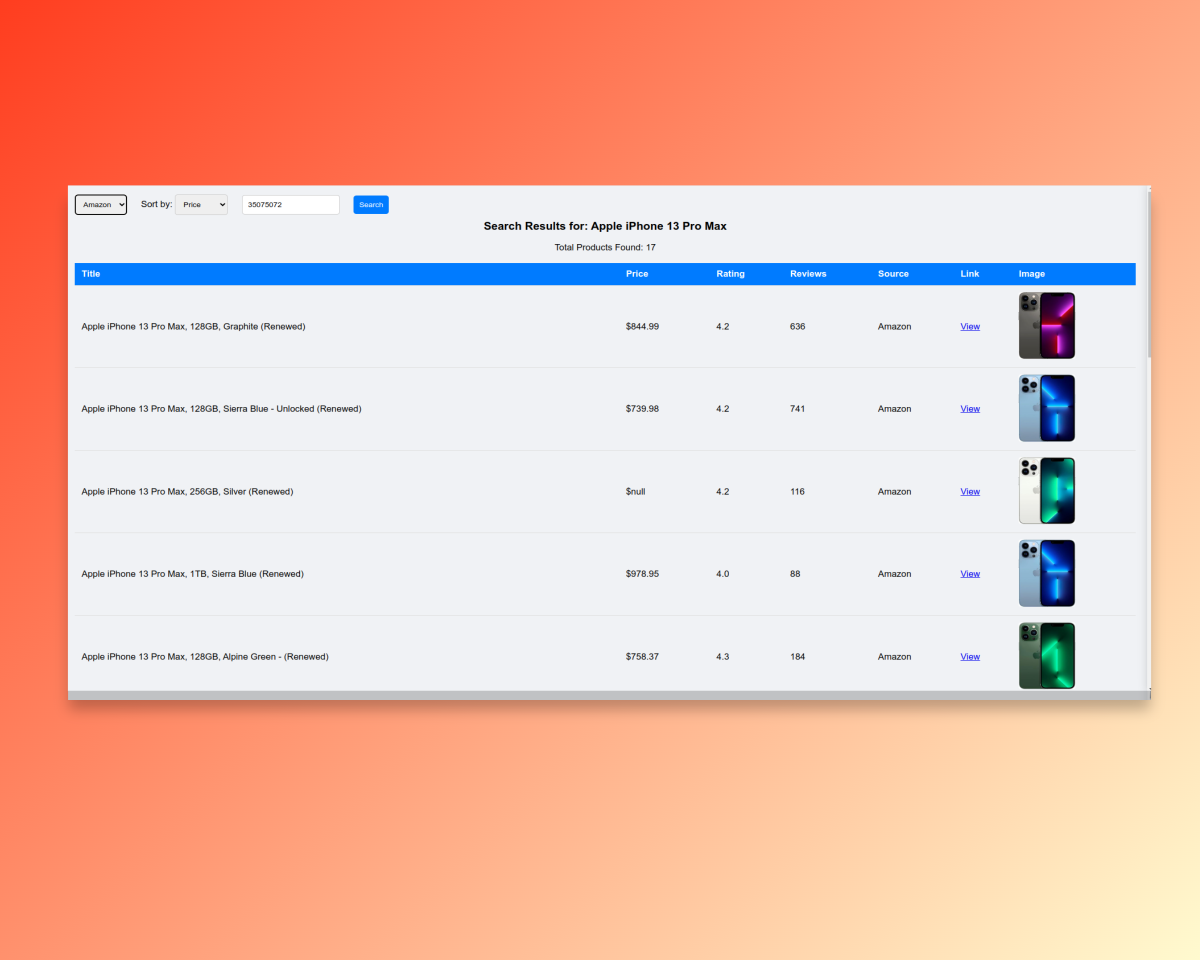 Amazon Sort by: Price 35075072 Search
Search Results for: Apple iPhone 13 Pro Max
Total Products Found: 17
Title Price Rating Reviews Source Link Image
Apple iPhone 13 Pro Max, 128GB, Graphite (Renewed) $844.99 4.2 636 Amazon View
Apple iPhone 13 Pro Max, 128GB, Sierra Blue - Unlocked (Renewed) $739.98 4.2 741 Amazon View
Apple iPhone 13 Pro Max, 256GB, Silver (Renewed) $null 4.2 116 Amazon View
Apple iPhone 13 Pro Max, 1TB, Sierra Blue (Renewed) $978.95 4.0 88 Amazon View
Apple iPhone 13 Pro Max, 128GB, Alpine Green - (Renewed) $758.37 4.3 184 Amazon View